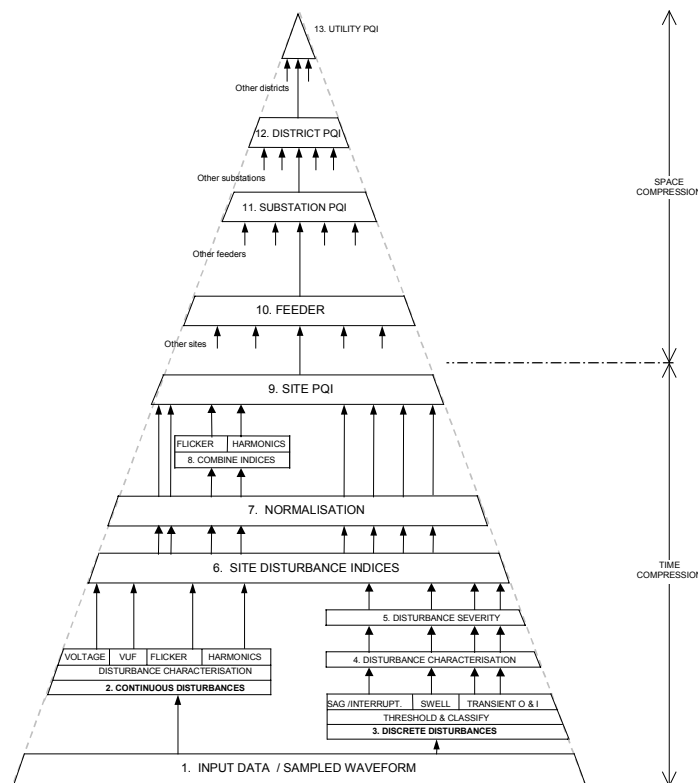 13. UTILITY PQI
Other districts
12. DISTRICT PQI
Other substations
SPACE
COMPRESSION
11. SUBSTATION PQI
Other feeders
10. FEEDER
Other sites
9. SITE PQI
FLICKER HARMONICS
8. COMBINE INDICES
7. NORMALISATION
6. SITE DISTURBANCE INDICES
TIME
COMPRESSION
5. DISTURBANCE SEVERITY
VOLTAGE VUF FLICKER HARMONICS
4. DISTURBANCE CHARACTERISATION
DISTURBANCE CHARACTERISATION
2. CONTINUOUS DISTURBANCES
SAG /INTERRUPT. SWELL TRANSIENT O & I
THRESHOLD & CLASSIFY
3. DISCRETE DISTURBANCES
1. INPUT DATA / SAMPLED WAVEFORM